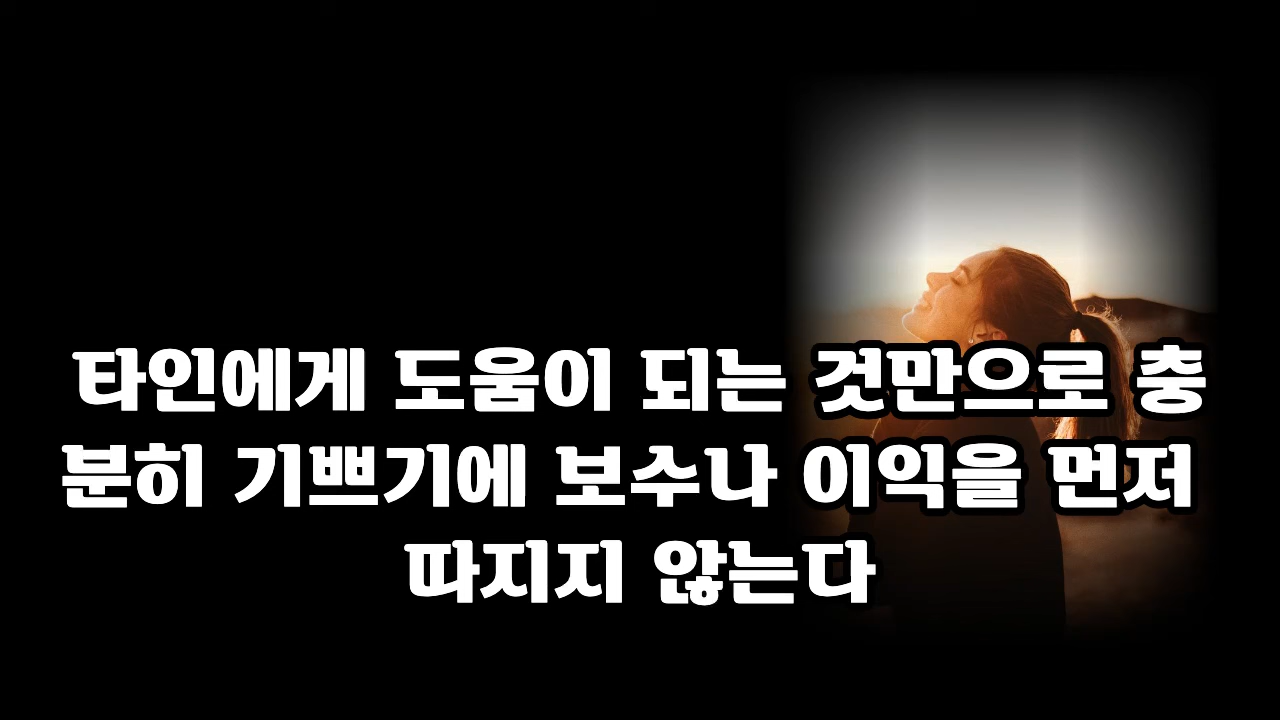 타인에게 도움이 되는 것만으로 충
분히 기쁘기에 보수나 이익을 먼저
따지지 않는다